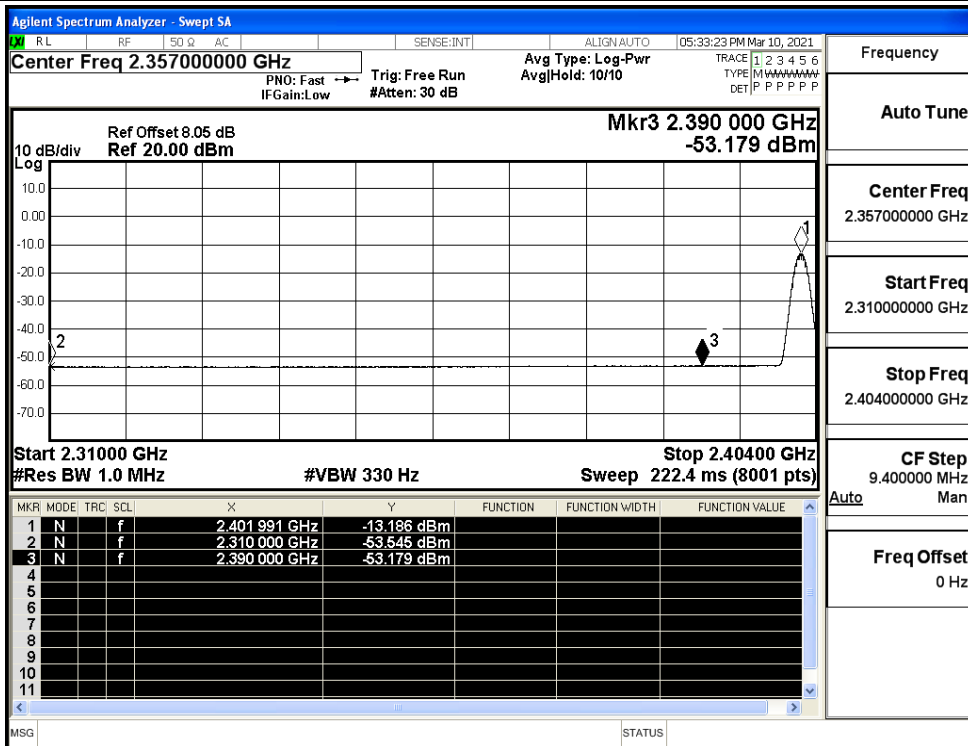 Agilent Spectrum Analyzer - Swept SA
LXI RL RF 50 Ω AC SENSE:INT ALIGN AUTO 05:33:23 PM Mar 10, 2021
Center Freq 2.357000000 GHz
PNO: Fast
IFGain:Low
Trig: Free Run
#Atten: 30 dB
Avg Type: Log-Pwr
Avg|Hold: 10/10
TRACE 1 2 3 4 5 6
TYPE M W W W W W
DET P P P P P P
Mkr3 2.390 000 GHz
-53.179 dBm
Ref Offset 8.05 dB
10 dB/div Ref 20.00 dBm
Log
10.0
0.00
-10.0
-20.0
-30.0
-40.0
-50.0
-60.0
-70.0
1
2
3
Start 2.31000 GHz Stop 2.40400 GHz
#Res BW 1.0 MHz #VBW 330 Hz Sweep 222.4 ms (8001 pts)
MKR MODE TRC SCL X Y FUNCTION FUNCTION WIDTH FUNCTION VALUE
1 N f 2.401 991 GHz -13.186 dBm
2 N f 2.310 000 GHz -53.545 dBm
3 N f 2.390 000 GHz -53.179 dBm
4
5
6
7
8
9
10
11
MSG STATUS
Frequency
Auto Tune
Center Freq
2.357000000 GHz
Start Freq
2.310000000 GHz
Stop Freq
2.404000000 GHz
CF Step
9.400000 MHz
Auto Man
Freq Offset
0 Hz